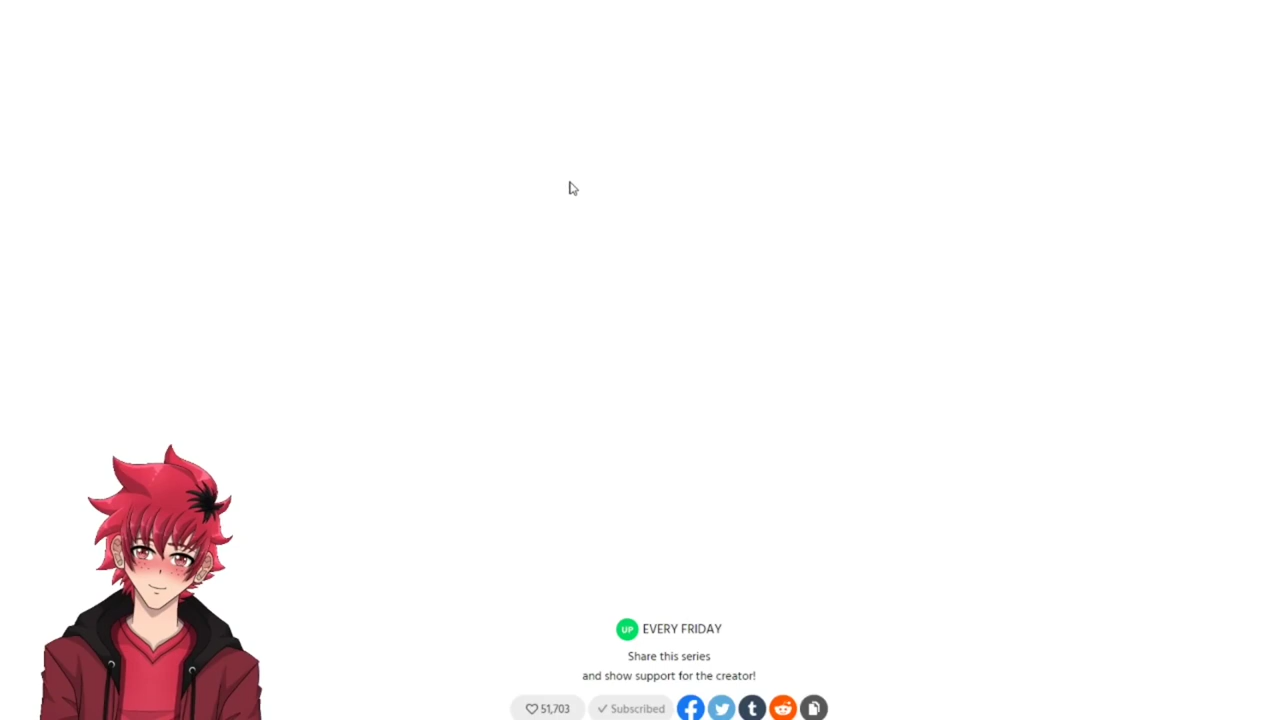 UP EVERY FRIDAY
Share this series
and show support for the creator!
51,703 Subscribed f t